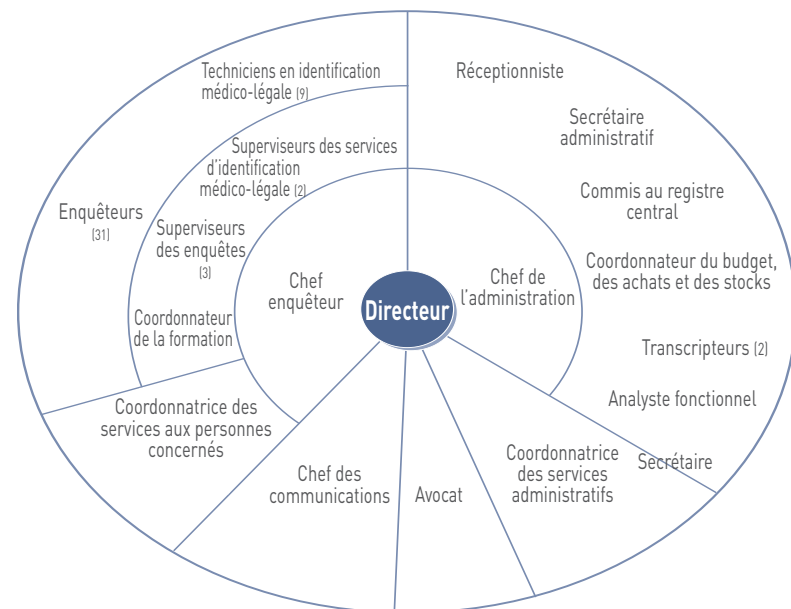 Techniciens en identification
médico-légale (9)
Réceptionniste
Secrétaire
administratif
Superviseurs des services
d'identification
médico-légale (2)
Commis au registre
central
Enquêteurs
(31)
Superviseurs
des enquêtes
(3)
Coordonnateur du budget,
des achats et des stocks
Chef
enquêteur
Chef de
l'administration
Directeur
Coordonnateur
de la formation
Transcripteurs (2)
Analyste fonctionnel
Coordonnatrice des
services aux personnes
concernés
Chef des
communications
Avocat
Coordonnatrice
des services
administratifs
Secrétaire